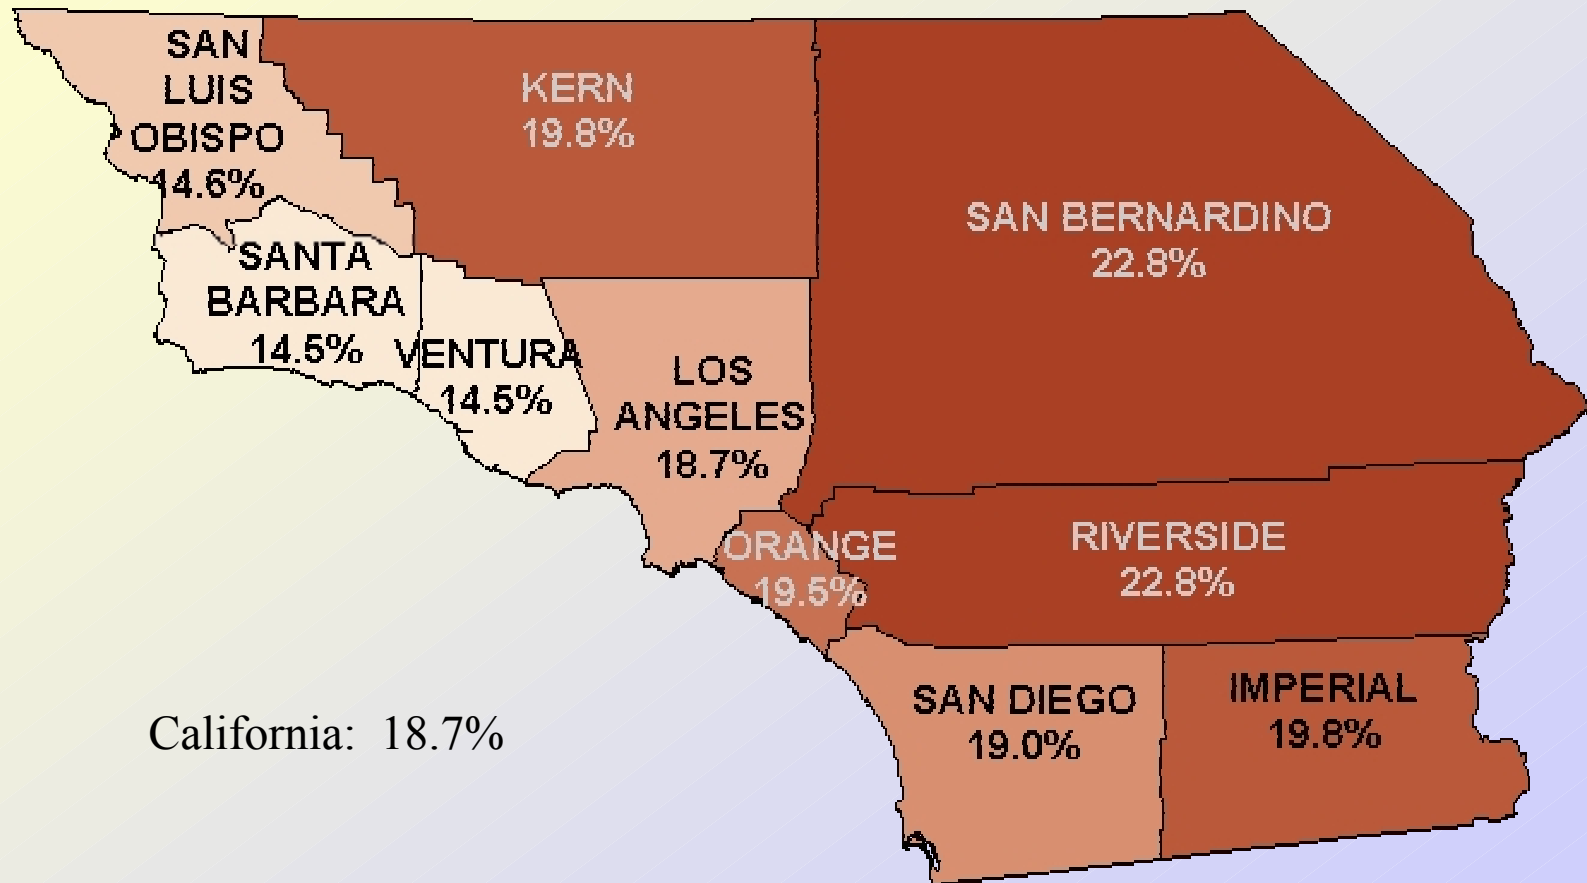 SAN
LUIS
OBISPO
14.6%
KERN
19.8%
SAN BERNARDINO
22.8%
SANTA
BARBARA
14.5%
VENTURA
14.5%
LOS
ANGELES
18.7%
ORANGE
19.5%
RIVERSIDE
22.8%
SAN DIEGO
19.0%
IMPERIAL
19.8%
California: 18.7%